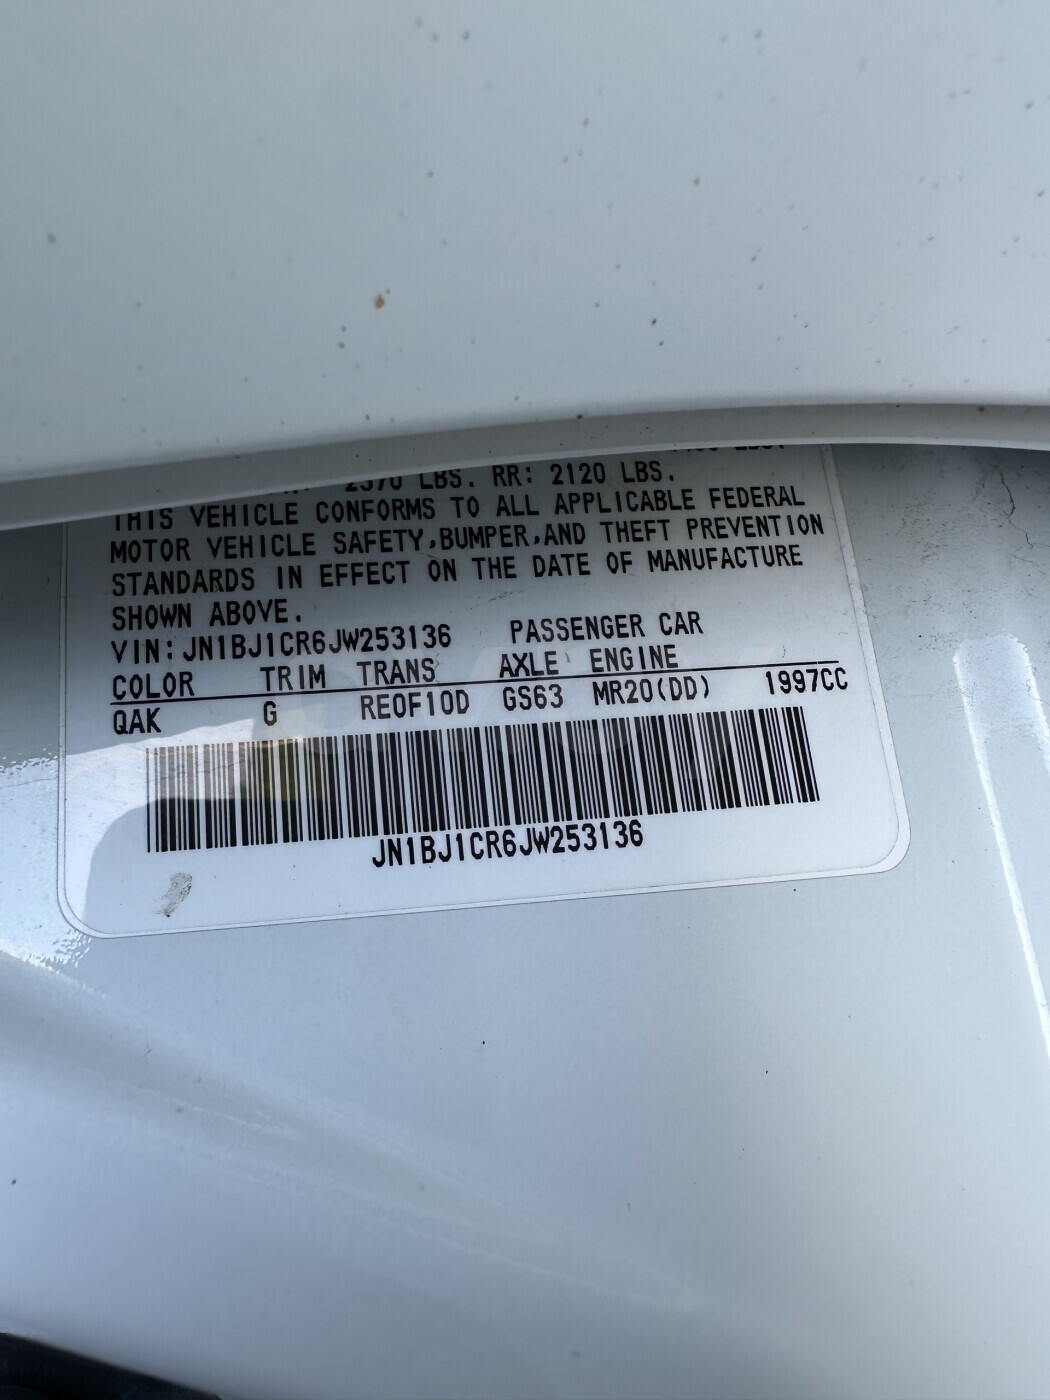 2370 LBS. RR: 2120 LBS.
THIS VEHICLE CONFORMS TO ALL APPLICABLE FEDERAL
MOTOR VEHICLE SAFETY,BUMPER,AND THEFT PREVENTION
STANDARDS IN EFFECT ON THE DATE OF MANUFACTURE
SHOWN ABOVE.
VIN:JN1BJ1CR6JW253136 PASSENGER CAR
COLOR TRIM TRANS AXLE ENGINE
QAK G RE0F10D GS63 MR20(DD) 1997CC
JN1BJ1CR6JW253136